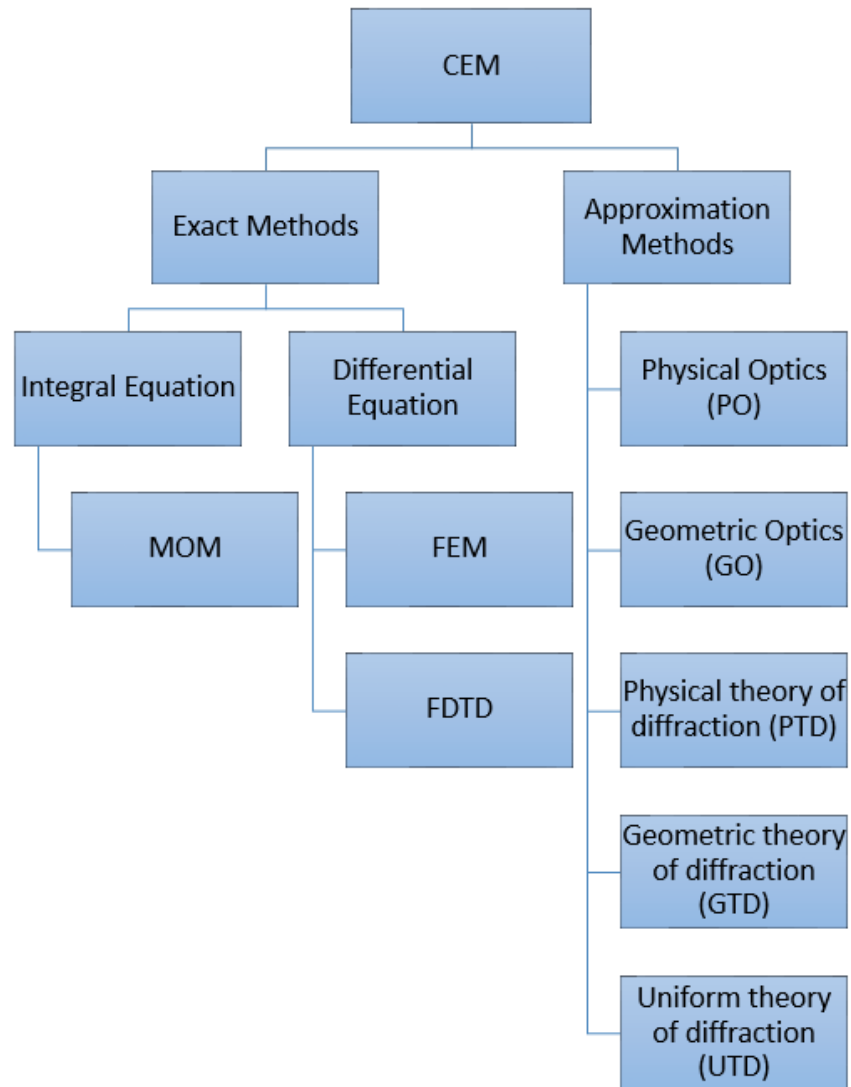 CEM
Exact Methods
Approximation
Methods
Integral Equation
Differential
Equation
Physical Optics
(PO)
MOM
FEM
Geometric Optics
(GO)
FDTD
Physical theory of
diffraction (PTD)
Geometric theory
of diffraction
(GTD)
Uniform theory
of diffraction
(UTD)